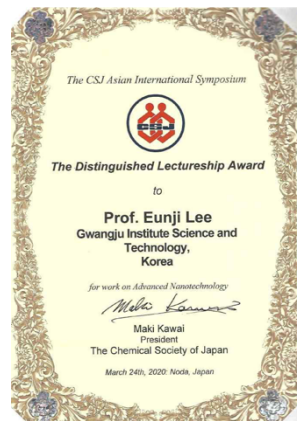 The CSJ Asian International Symposium
CSJ
The Distinguished Lectureship Award
to
Prof. Eunji Lee
Gwangju Institute Science and
Technology,
Korea
for work on Advanced Nanotechnology
Maki Kawai
Maki Kawai
President
The Chemical Society of Japan
March 24th, 2020: Noda, Japan